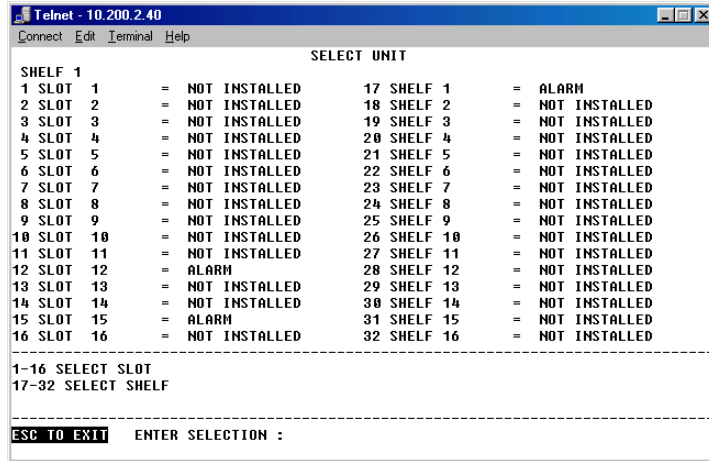 Telnet - 10.200.2.40
Connect Edit Terminal Help
SELECT UNIT
SHELF 1
1 SLOT 1 = NOT INSTALLED 17 SHELF 1 = ALARM
2 SLOT 2 = NOT INSTALLED 18 SHELF 2 = NOT INSTALLED
3 SLOT 3 = NOT INSTALLED 19 SHELF 3 = NOT INSTALLED
4 SLOT 4 = NOT INSTALLED 20 SHELF 4 = NOT INSTALLED
5 SLOT 5 = NOT INSTALLED 21 SHELF 5 = NOT INSTALLED
6 SLOT 6 = NOT INSTALLED 22 SHELF 6 = NOT INSTALLED
7 SLOT 7 = NOT INSTALLED 23 SHELF 7 = NOT INSTALLED
8 SLOT 8 = NOT INSTALLED 24 SHELF 8 = NOT INSTALLED
9 SLOT 9 = NOT INSTALLED 25 SHELF 9 = NOT INSTALLED
10 SLOT 10 = NOT INSTALLED 26 SHELF 10 = NOT INSTALLED
11 SLOT 11 = NOT INSTALLED 27 SHELF 11 = NOT INSTALLED
12 SLOT 12 = ALARM 28 SHELF 12 = NOT INSTALLED
13 SLOT 13 = NOT INSTALLED 29 SHELF 13 = NOT INSTALLED
14 SLOT 14 = NOT INSTALLED 30 SHELF 14 = NOT INSTALLED
15 SLOT 15 = ALARM 31 SHELF 15 = NOT INSTALLED
16 SLOT 16 = NOT INSTALLED 32 SHELF 16 = NOT INSTALLED
1-16 SELECT SLOT
17-32 SELECT SHELF
ESC TO EXIT ENTER SELECTION :